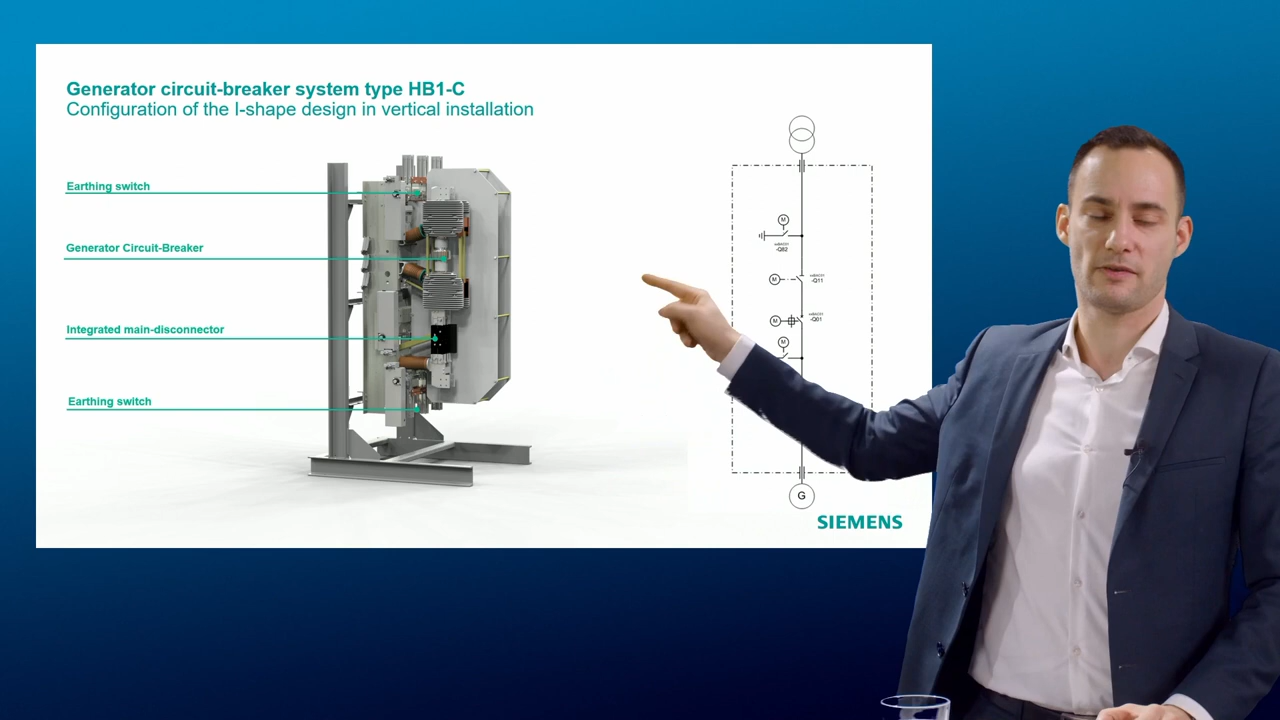 Generator circuit-breaker system type HB1-C
Configuration of the I-shape design in vertical installation
Earthing switch
Generator Circuit-Breaker
Integrated main-disconnector
Earthing switch
M
-Q82
M
-Q11
M
-Q01
M
G
SIEMENS